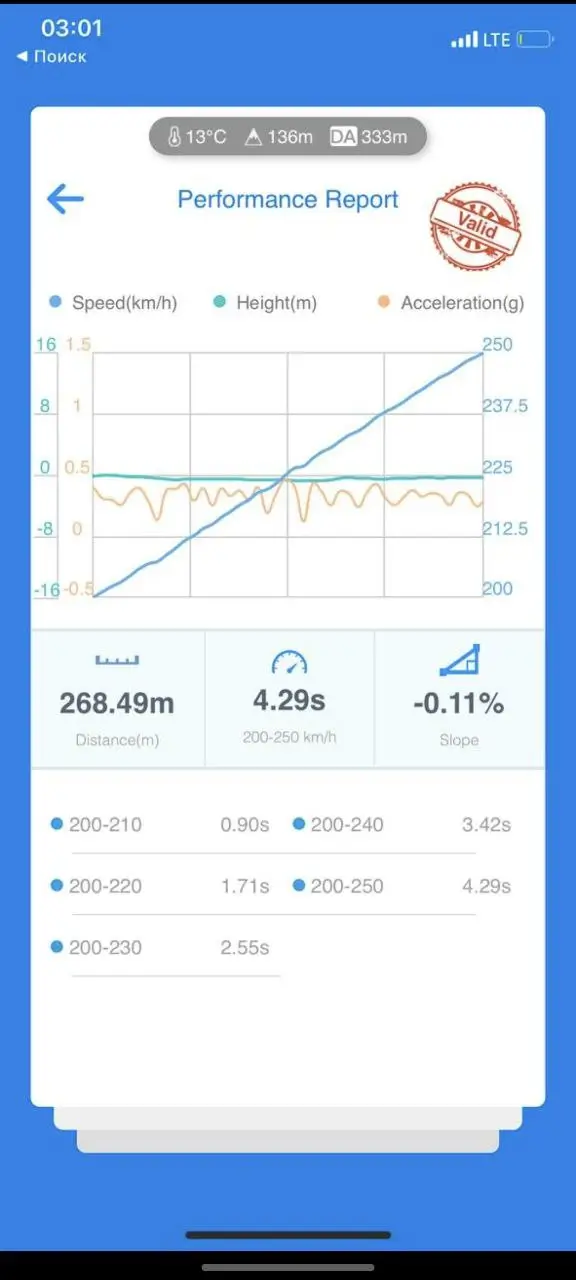 03:01
LTE
◀ Поиск
13°C 136m DA 333m
Performance Report
Valid
Speed(km/h) Height(m) Acceleration(g)
16 1.5 250
8 1 237.5
0 0.5 225
-8 0 212.5
-16 -0.5 200
268.49m 4.29s -0.11%
Distance(m) 200-250 km/h Slope
200-210 0.90s 200-240 3.42s
200-220 1.71s 200-250 4.29s
200-230 2.55s